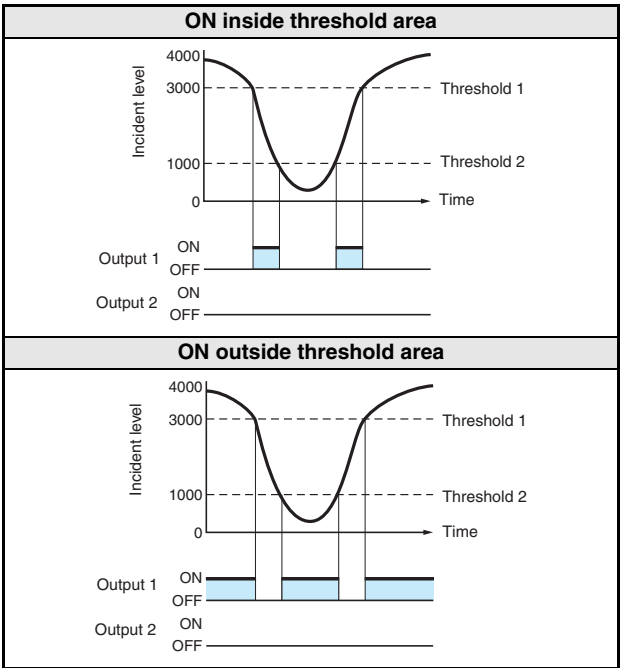 ON inside threshold area
4000
3000
1000
0
Incident level
Threshold 1
Threshold 2
Time
Output 1
ON
OFF
Output 2
ON
OFF
ON outside threshold area
4000
3000
1000
0
Incident level
Threshold 1
Threshold 2
Time
Output 1
ON
OFF
Output 2
ON
OFF